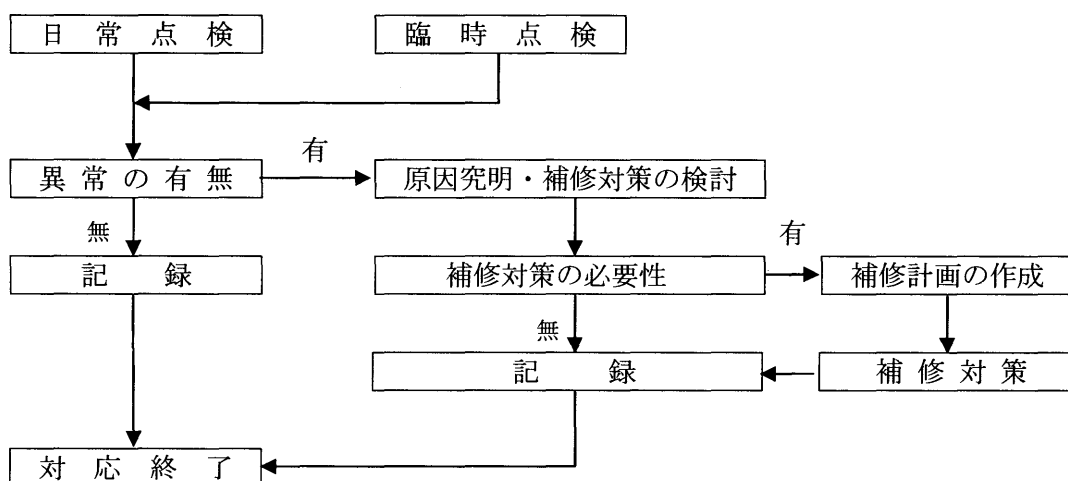 日常点検
臨時点検
異常の有無
有
原因究明・補修対策の検討
無
記録
補修対策の必要性
有
補修計画の作成
無
記録
補修対策
対応終了